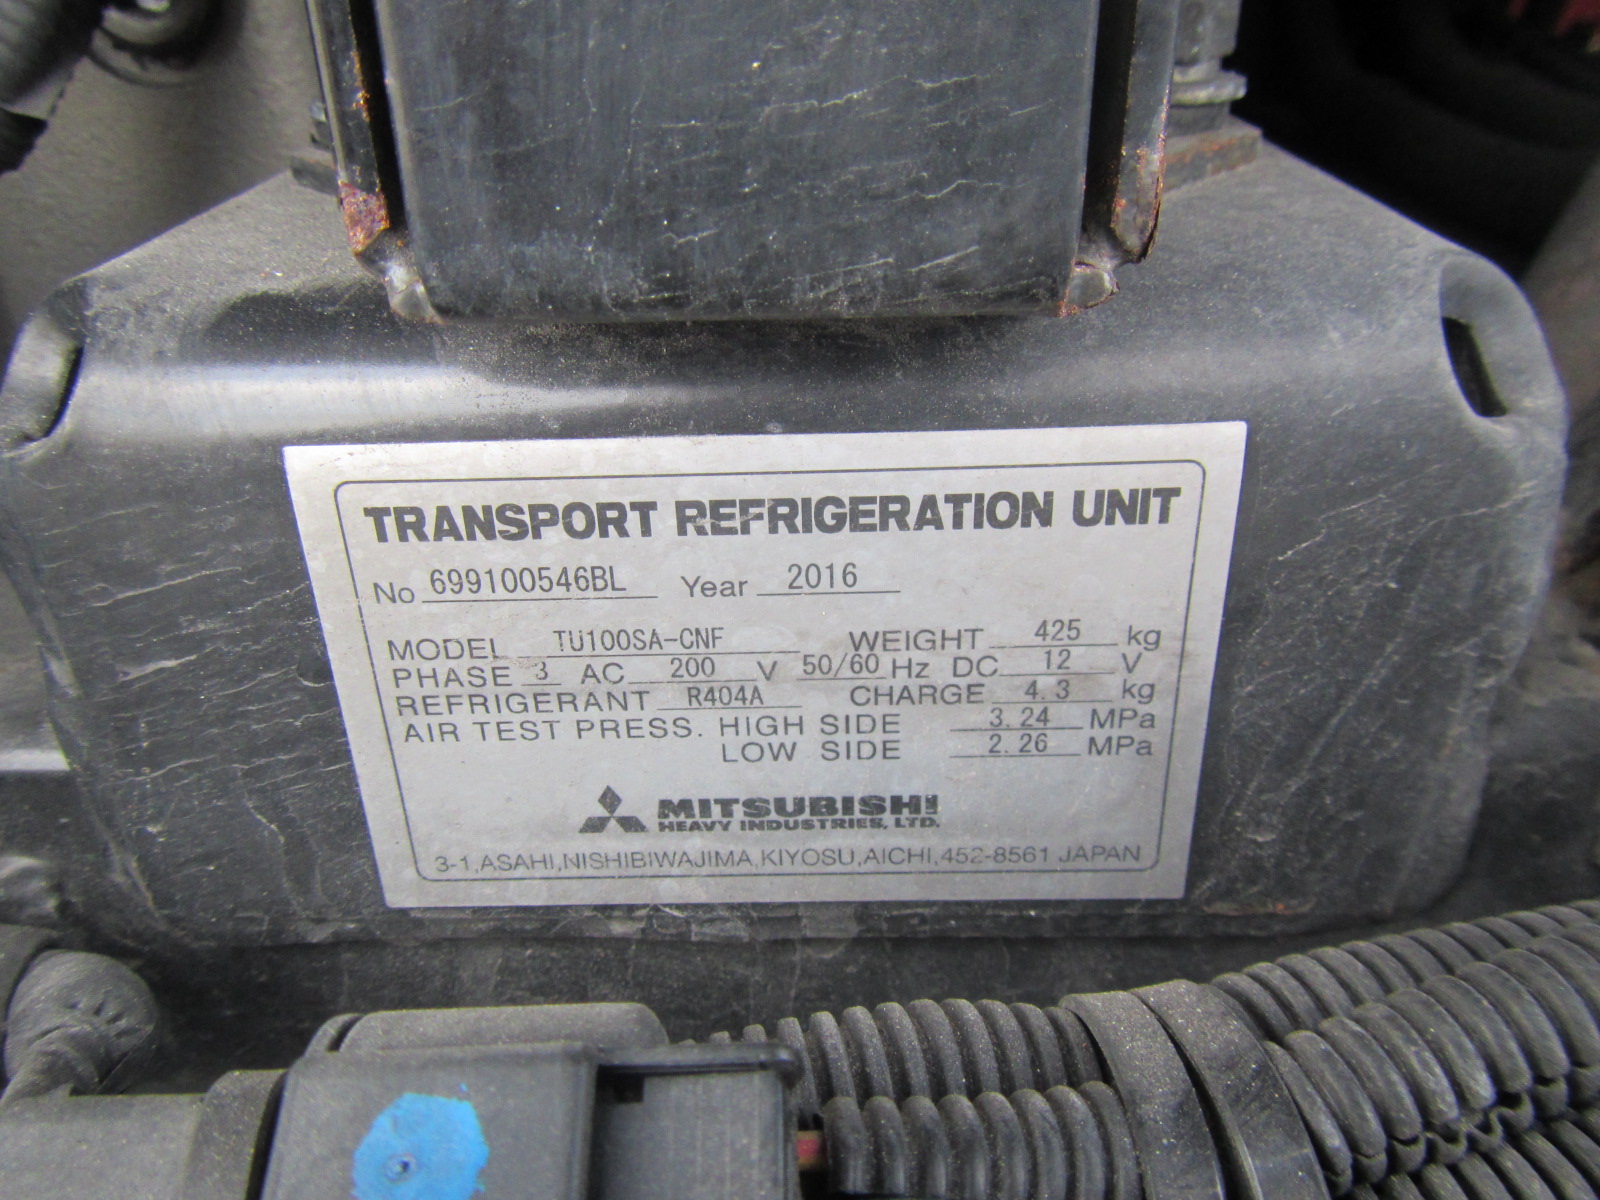 TRANSPORT REFRIGERATION UNIT
No 699100546BL Year 2016
MODEL TU100SA-CNF WEIGHT 425 kg
PHASE 3 AC 200 V 50/60 Hz DC 12 V
REFRIGERANT R404A CHARGE 4.3 kg
AIR TEST PRESS. HIGH SIDE 3.24 MPa
LOW SIDE 2.26 MPa
MITSUBISHI
HEAVY INDUSTRIES, LTD.
3-1,ASAHI,NISHIBIWAJIMA,KIYOSU,AICHI,452-8561 JAPAN